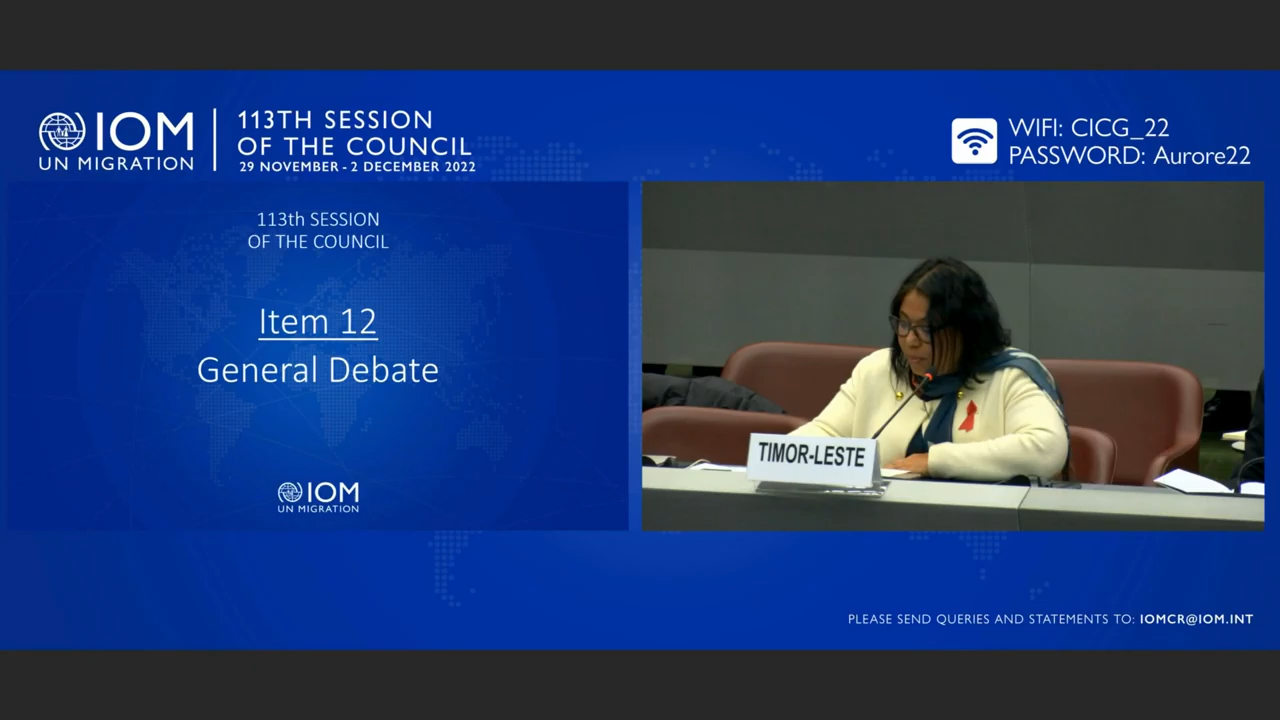 IOM
UN MIGRATION
113TH SESSION
OF THE COUNCIL
29 NOVEMBER - 2 DECEMBER 2022
WIFI: CICG_22
PASSWORD: Aurore22
113th SESSION
OF THE COUNCIL
Item 12
General Debate
IOM
UN MIGRATION
TIMOR-LESTE
PLEASE SEND QUERIES AND STATEMENTS TO: IOMCR@IOM.INT